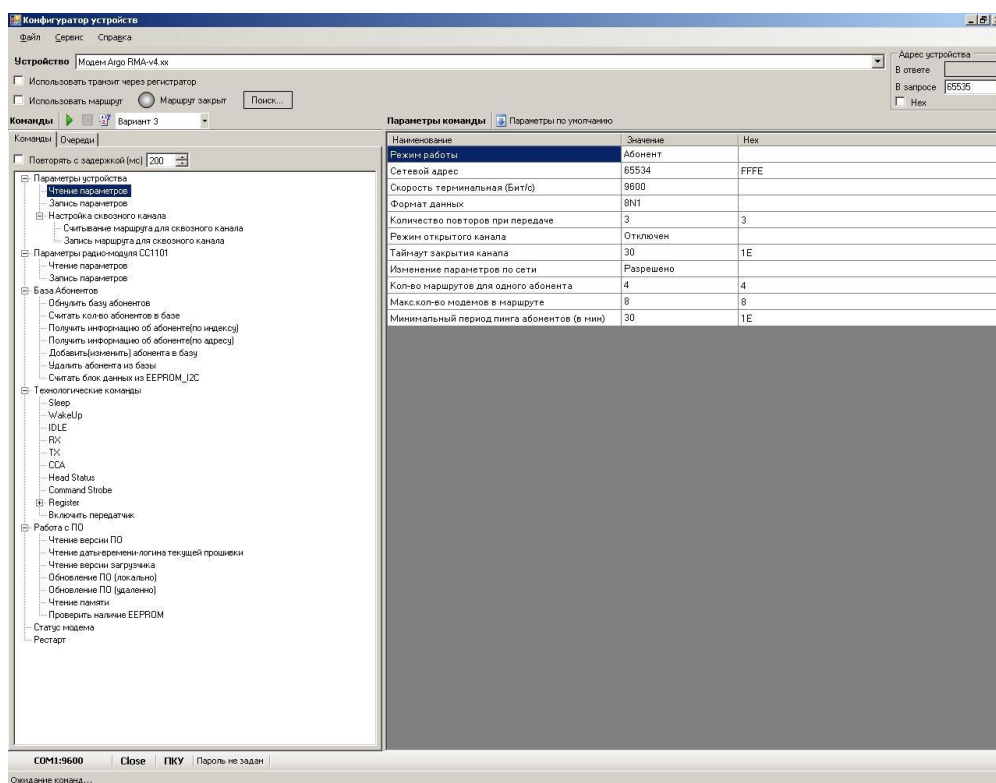 Конфигуратор устройств
Файл Сервис Справка
Устройство Модем Argo RMA-v4.xx
Адрес устройства
В ответе
Использовать транзит через регистратор
В запросе 65535
Использовать маршрут Маршрут закрыт Поиск...
Hex
Команды Вариант 3
Параметры команды Параметры по умолчанию
Команды Очереди
Повторять с задержкой (мс) 200
Параметры устройства
Чтение параметров
Запись параметров
Настройка сквозного канала
Считывание маршрута для сквозного канала
Запись маршрута для сквозного канала
Параметры радио-модуля CC1101
Чтение параметров
Запись параметров
База Абонентов
Обнулить базу абонентов
Считать кол-во абонентов в базе
Получить информацию об абоненте(по индексу)
Получить информацию об абоненте(по адресу)
Добавить(изменить) абонента в базу
Удалить абонента из базы
Считать блок данных из EEPROM_I2C
Технологические команды
Sleep
WakeUp
IDLE
RX
TX
CCA
Head Status
Command Strobe
Register
Включить передатчик
Работа с ПО
Чтение версии ПО
Чтение даты-времени-логина текущей прошивки
Чтение версии загрузчика
Обновление ПО (локально)
Обновление ПО (удаленно)
Чтение памяти
Проверить наличие EEPROM
Статус модема
Рестарт
Наименование Значение Hex
Режим работы Абонент
Сетевой адрес 65534 FFFE
Скорость терминальная (Бит/с) 9600
Формат данных 8N1
Количество повторов при передаче 3 3
Режим открытого канала Отключен
Таймаут закрытия канала 30 1E
Изменение параметров по сети Разрешено
Кол-во маршрутов для одного абонента 4 4
Макс.кол-во модемов в маршруте 8 8
Минимальный период пинга абонентов (в мин) 30 1E
COM1:9600 Close ПКУ Пароль не задан
Ожидание команд...